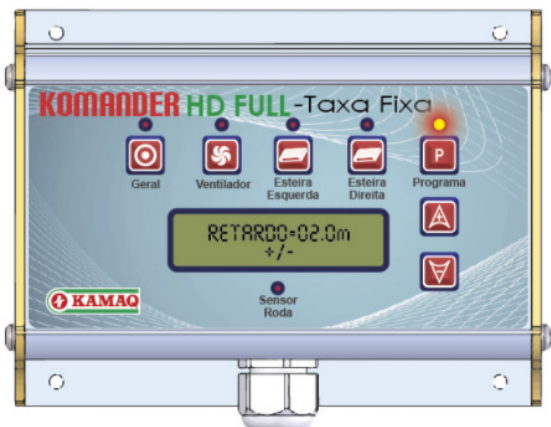 KOMANDER HD FULL-Taxa Fixa
Geral
Ventilador
Esteira
Esquerda
Esteira
Direita
P
Programa
RETARDO=02.0m
+/-
Sensor
Roda
KAMAQ